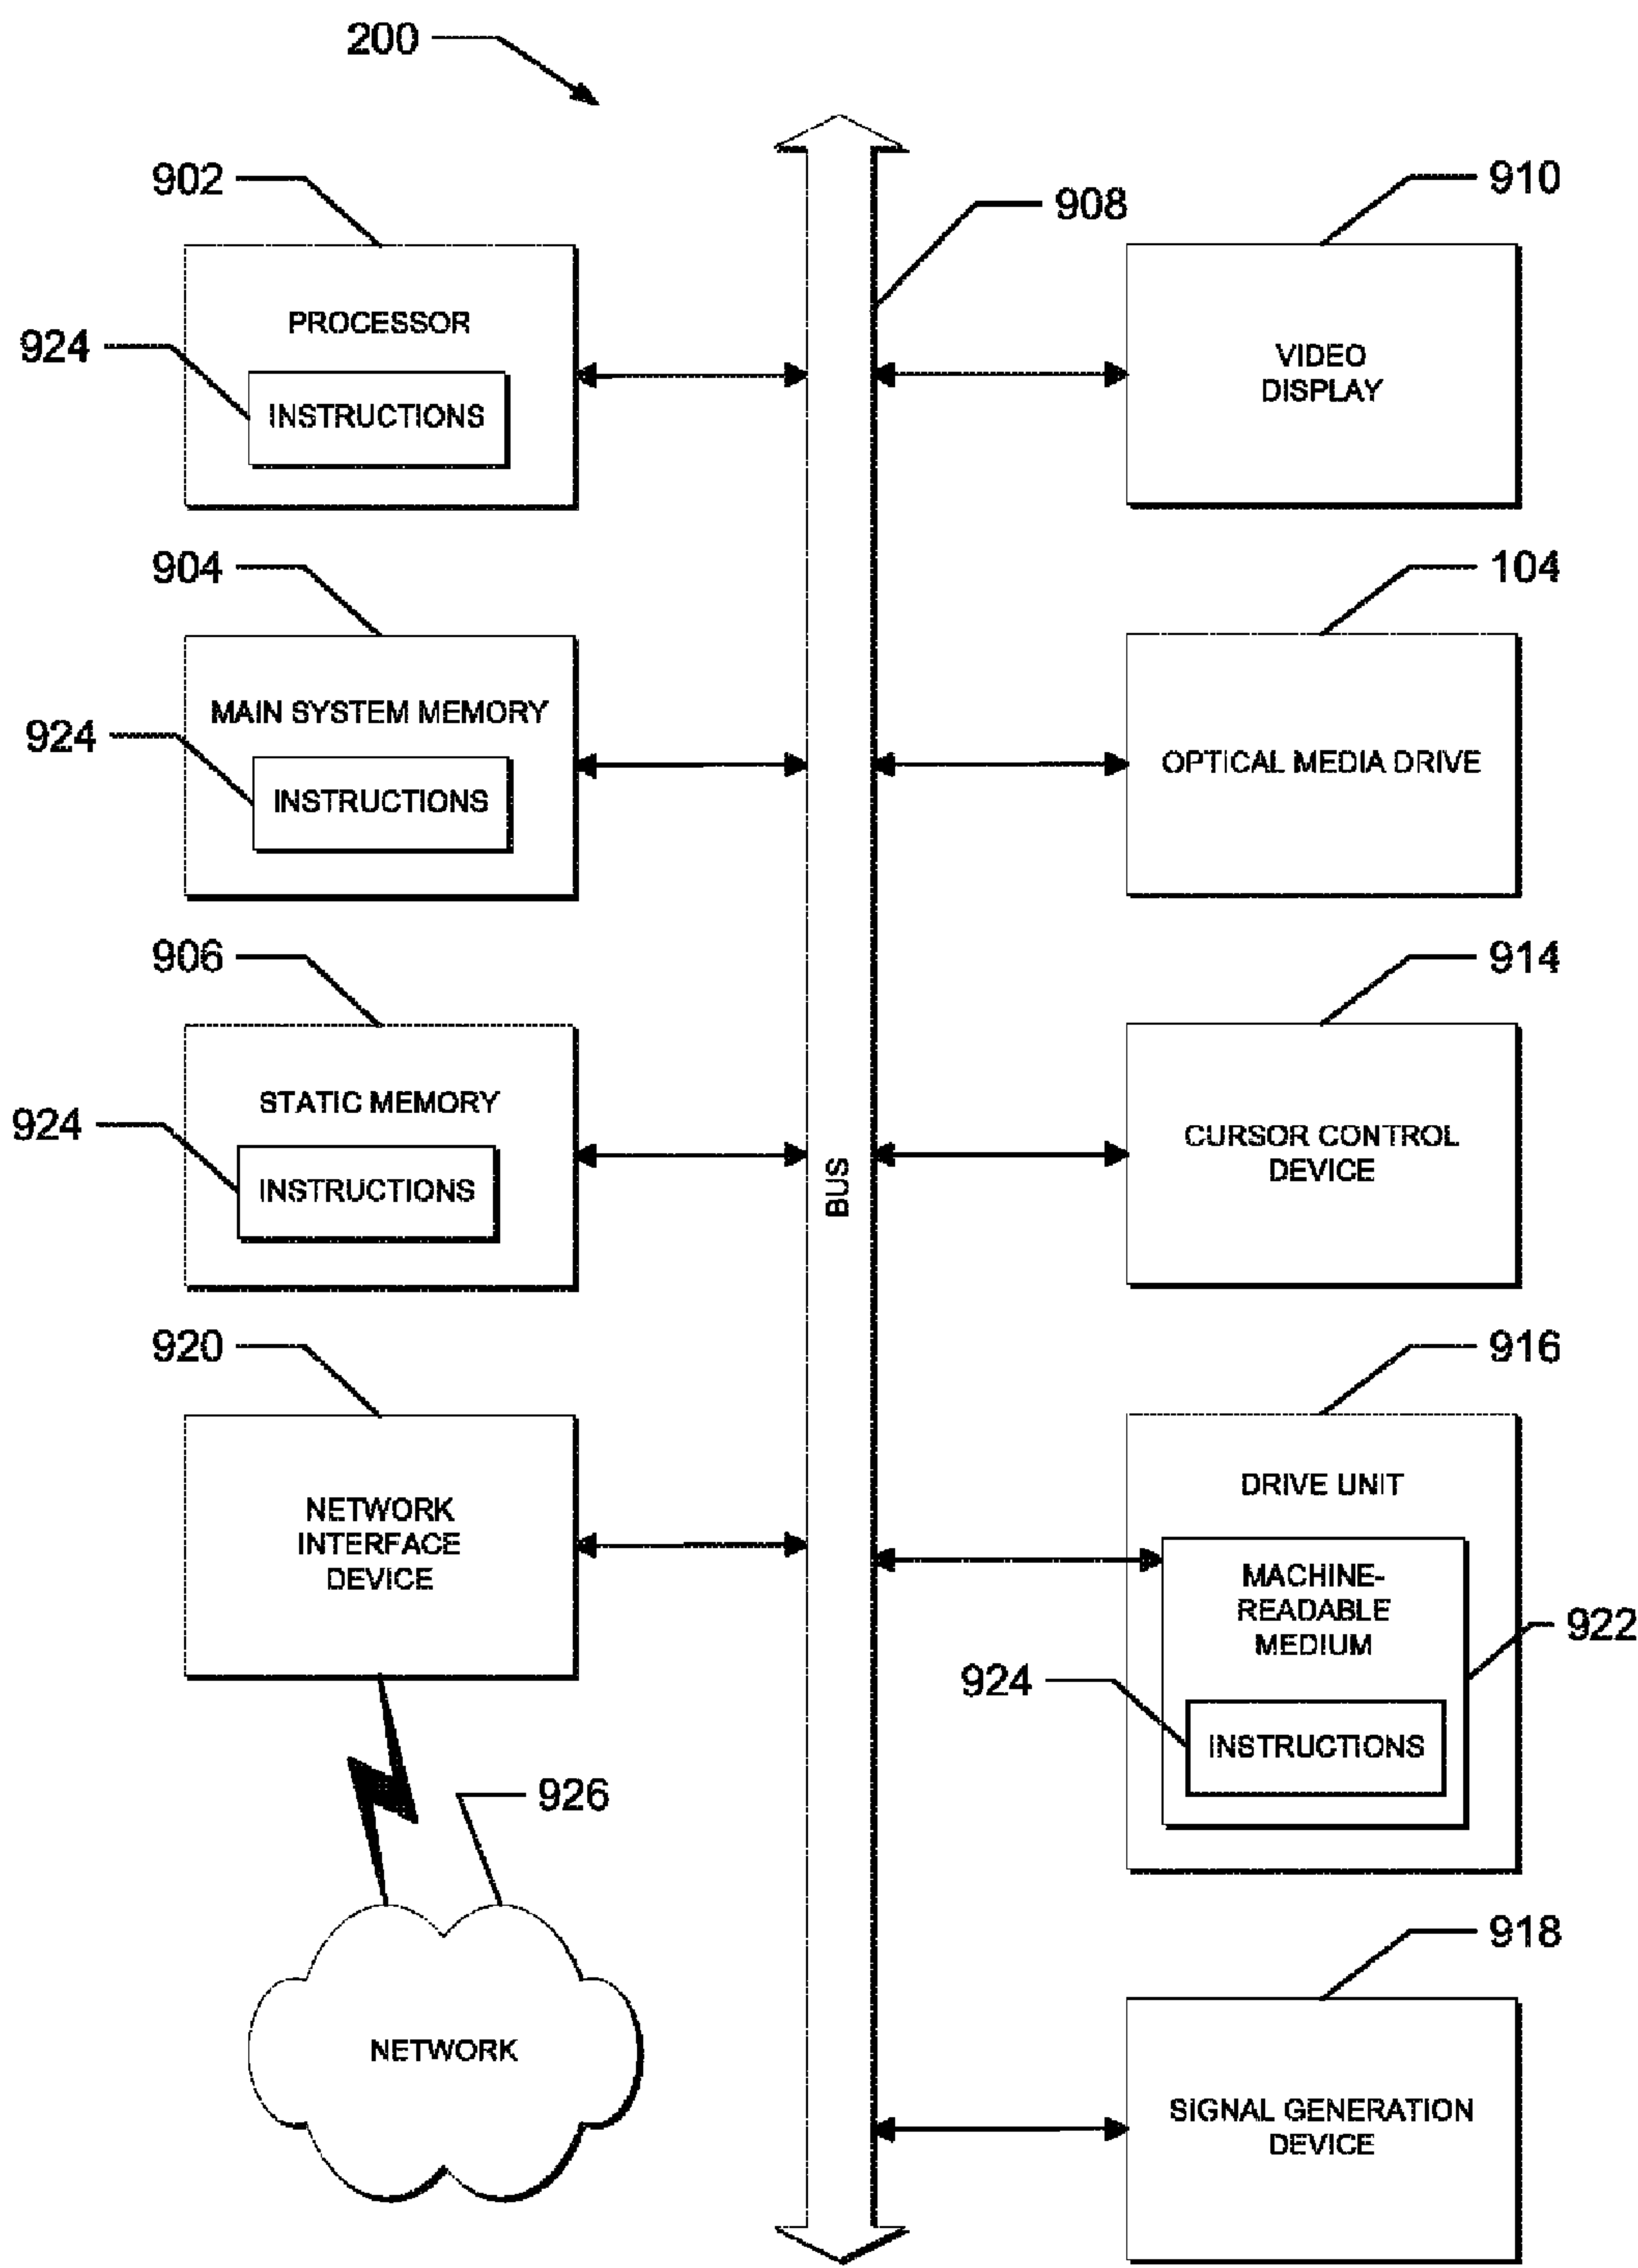 200
902
PROCESSOR
924
INSTRUCTIONS
904
MAIN SYSTEM MEMORY
924
INSTRUCTIONS
906
STATIC MEMORY
924
INSTRUCTIONS
920
NETWORK
INTERFACE
DEVICE
926
NETWORK
908
BUS
910
VIDEO
DISPLAY
104
OPTICAL MEDIA DRIVE
914
CURSOR CONTROL
DEVICE
916
DRIVE UNIT
MACHINE-
READABLE
MEDIUM
922
924
INSTRUCTIONS
918
SIGNAL GENERATION
DEVICE